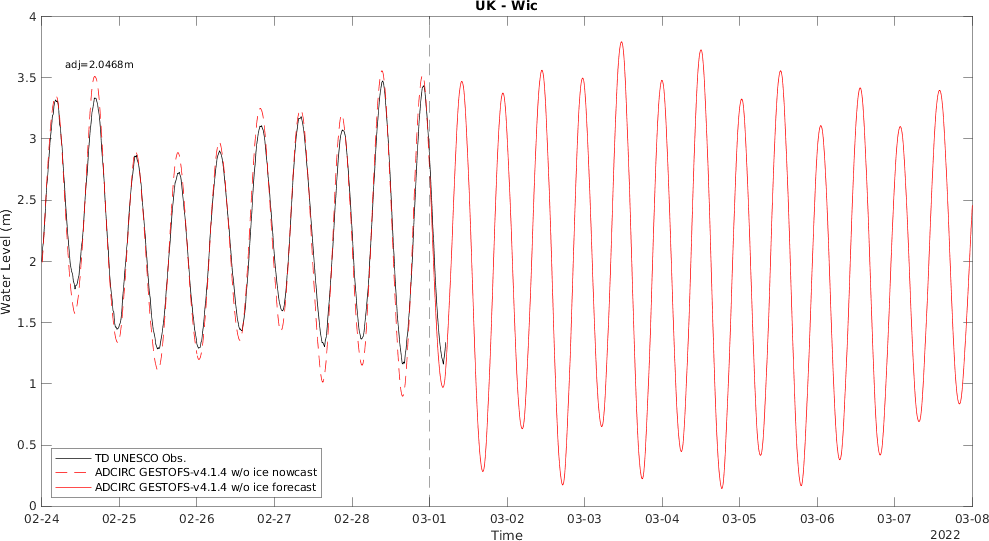 UK - Wic
4
3.5
3
2.5
2
1.5
1
0.5
0
Water Level (m)
adj=2.0468m
TD UNESCO Obs.
ADCIRC GESTOFS-v4.1.4 w/o ice nowcast
ADCIRC GESTOFS-v4.1.4 w/o ice forecast
02-24 02-25 02-26 02-27 02-28 03-01 03-02 03-03 03-04 03-05 03-06 03-07 03-08
Time
2022